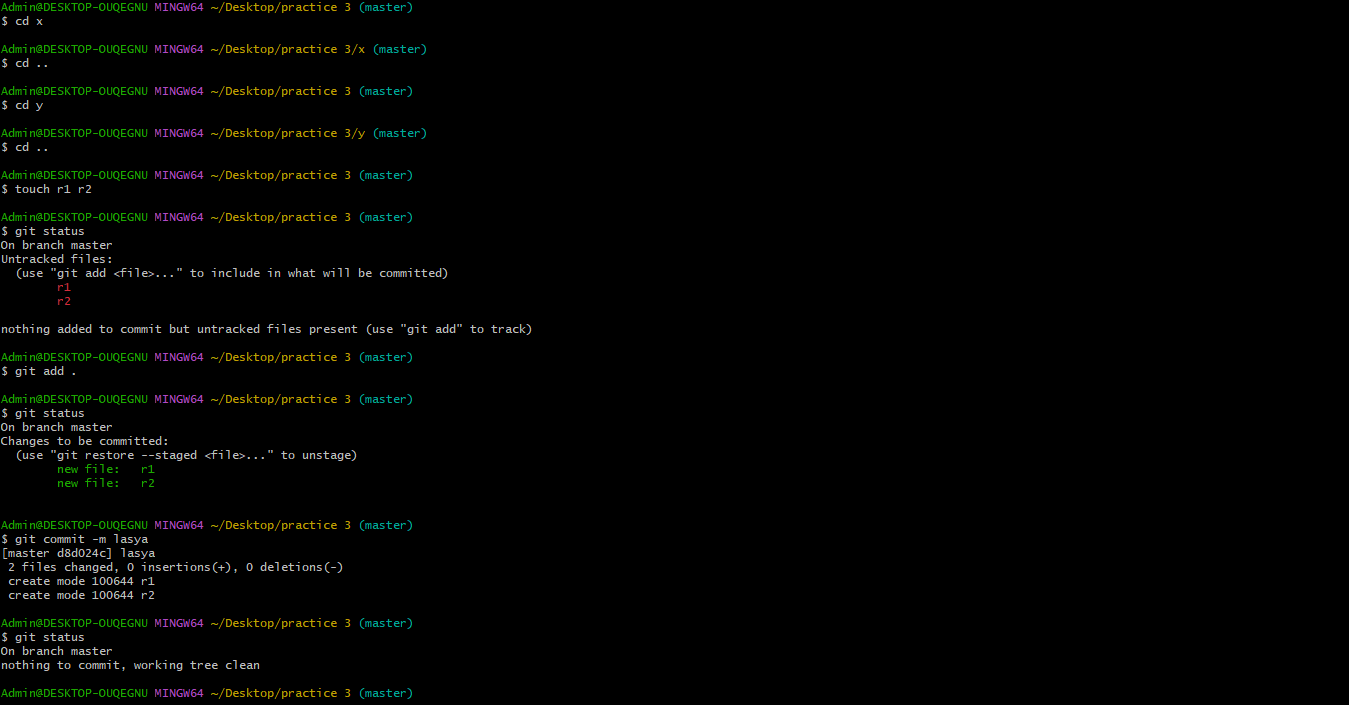 Admin@DESKTOP-OUQEGNU MINGW64 ~/Desktop/practice 3 (master)
$ cd x
Admin@DESKTOP-OUQEGNU MINGW64 ~/Desktop/practice 3/x (master)
$ cd ..
Admin@DESKTOP-OUQEGNU MINGW64 ~/Desktop/practice 3 (master)
$ cd y
Admin@DESKTOP-OUQEGNU MINGW64 ~/Desktop/practice 3/y (master)
$ cd ..
Admin@DESKTOP-OUQEGNU MINGW64 ~/Desktop/practice 3 (master)
$ touch r1 r2
Admin@DESKTOP-OUQEGNU MINGW64 ~/Desktop/practice 3 (master)
$ git status
On branch master
Untracked files:
  (use "git add <file>..." to include in what will be committed)
        r1
        r2
nothing added to commit but untracked files present (use "git add" to track)
Admin@DESKTOP-OUQEGNU MINGW64 ~/Desktop/practice 3 (master)
$ git add .
Admin@DESKTOP-OUQEGNU MINGW64 ~/Desktop/practice 3 (master)
$ git status
On branch master
Changes to be committed:
  (use "git restore --staged <file>..." to unstage)
        new file:   r1
        new file:   r2
Admin@DESKTOP-OUQEGNU MINGW64 ~/Desktop/practice 3 (master)
$ git commit -m lasya
[master d8d024c] lasya
 2 files changed, 0 insertions(+), 0 deletions(-)
 create mode 100644 r1
 create mode 100644 r2
Admin@DESKTOP-OUQEGNU MINGW64 ~/Desktop/practice 3 (master)
$ git status
On branch master
nothing to commit, working tree clean
Admin@DESKTOP-OUQEGNU MINGW64 ~/Desktop/practice 3 (master)